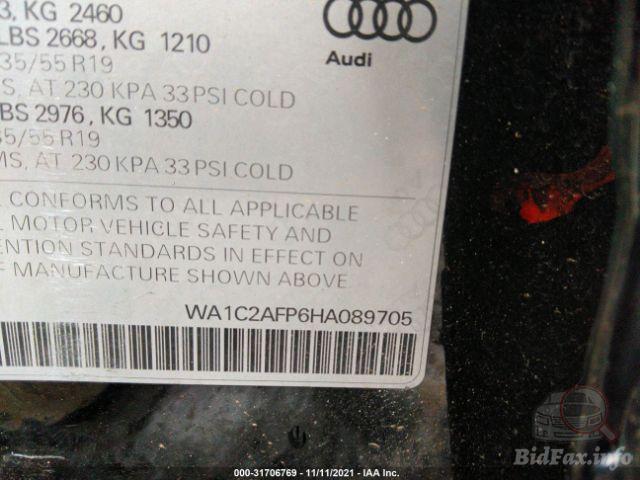 3, KG 2460
LBS 2668, KG 1210
35/55 R19
S, AT 230 KPA 33 PSI COLD
BS 2976, KG 1350
35/55 R19
MS, AT 230 KPA 33 PSI COLD
Audi
CONFORMS TO ALL APPLICABLE
MOTOR VEHICLE SAFETY AND
ENTION STANDARDS IN EFFECT ON
F MANUFACTURE SHOWN ABOVE
WA1C2AFP6HA089705
000-31706769 - 11/11/2021 - IAA Inc.
BidFax.info